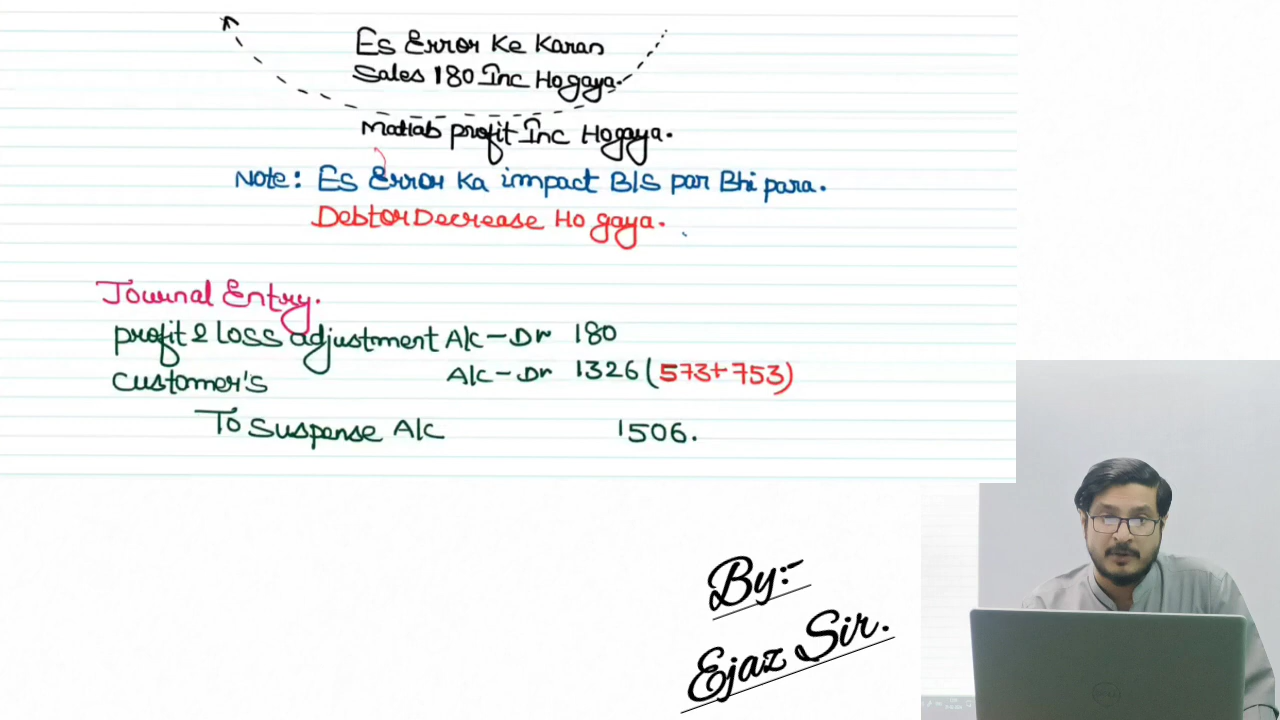 Es Error Ke Karan
Sales 180 Inc Hogaya.
Matlab profit Inc Hogaya.
Note: Es Error Ka impact B/S par Bhi para.
Debtor Decrease Ho gaya.
Journal Entry.
profit & Loss adjustment A/c - Dr 180
Customer's A/c - Dr 1326 (573+753)
To Suspense A/c 1506.
By:-
Ejaz Sir.
DELL